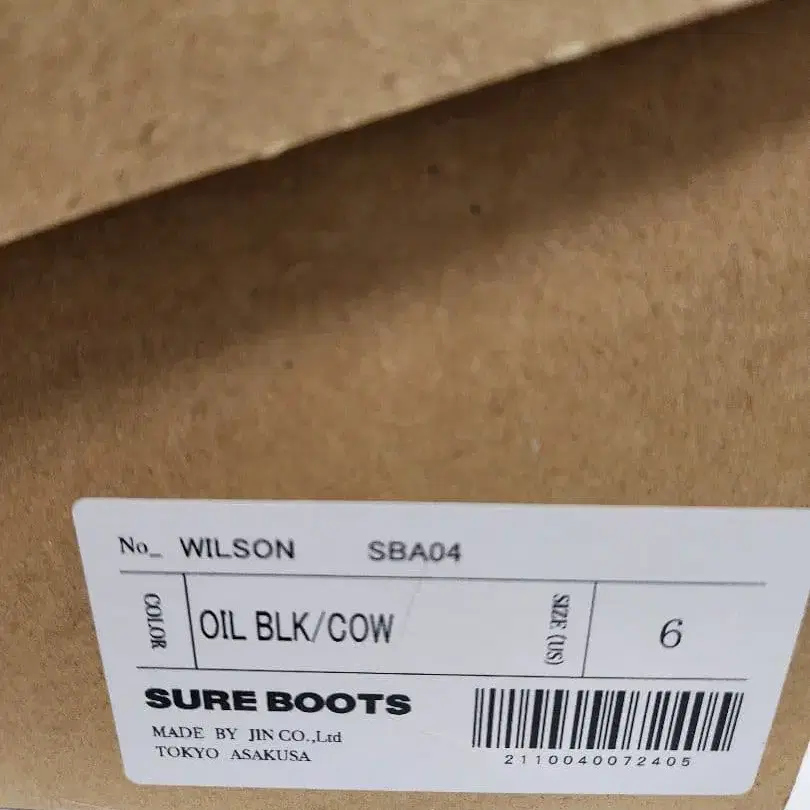 No_ WILSON SBA04
COLOR OIL BLK/COW SIZE (US) 6
SURE BOOTS
MADE BY JIN CO.,Ltd
TOKYO ASAKUSA
2110040072405